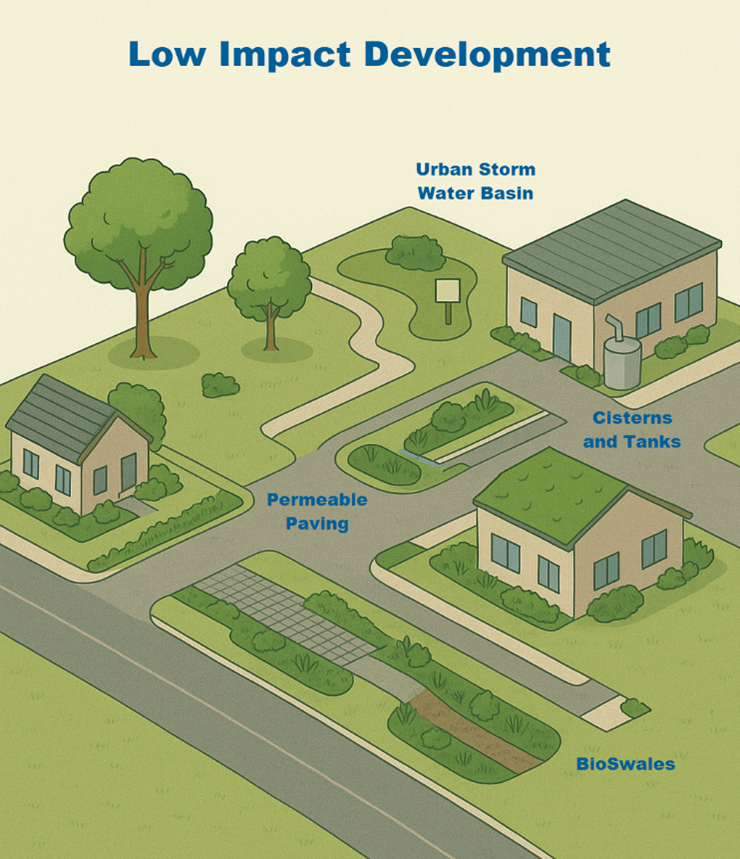 Low Impact Development
Urban Storm
Water Basin
Cisterns
and Tanks
Permeable
Paving
BioSwales